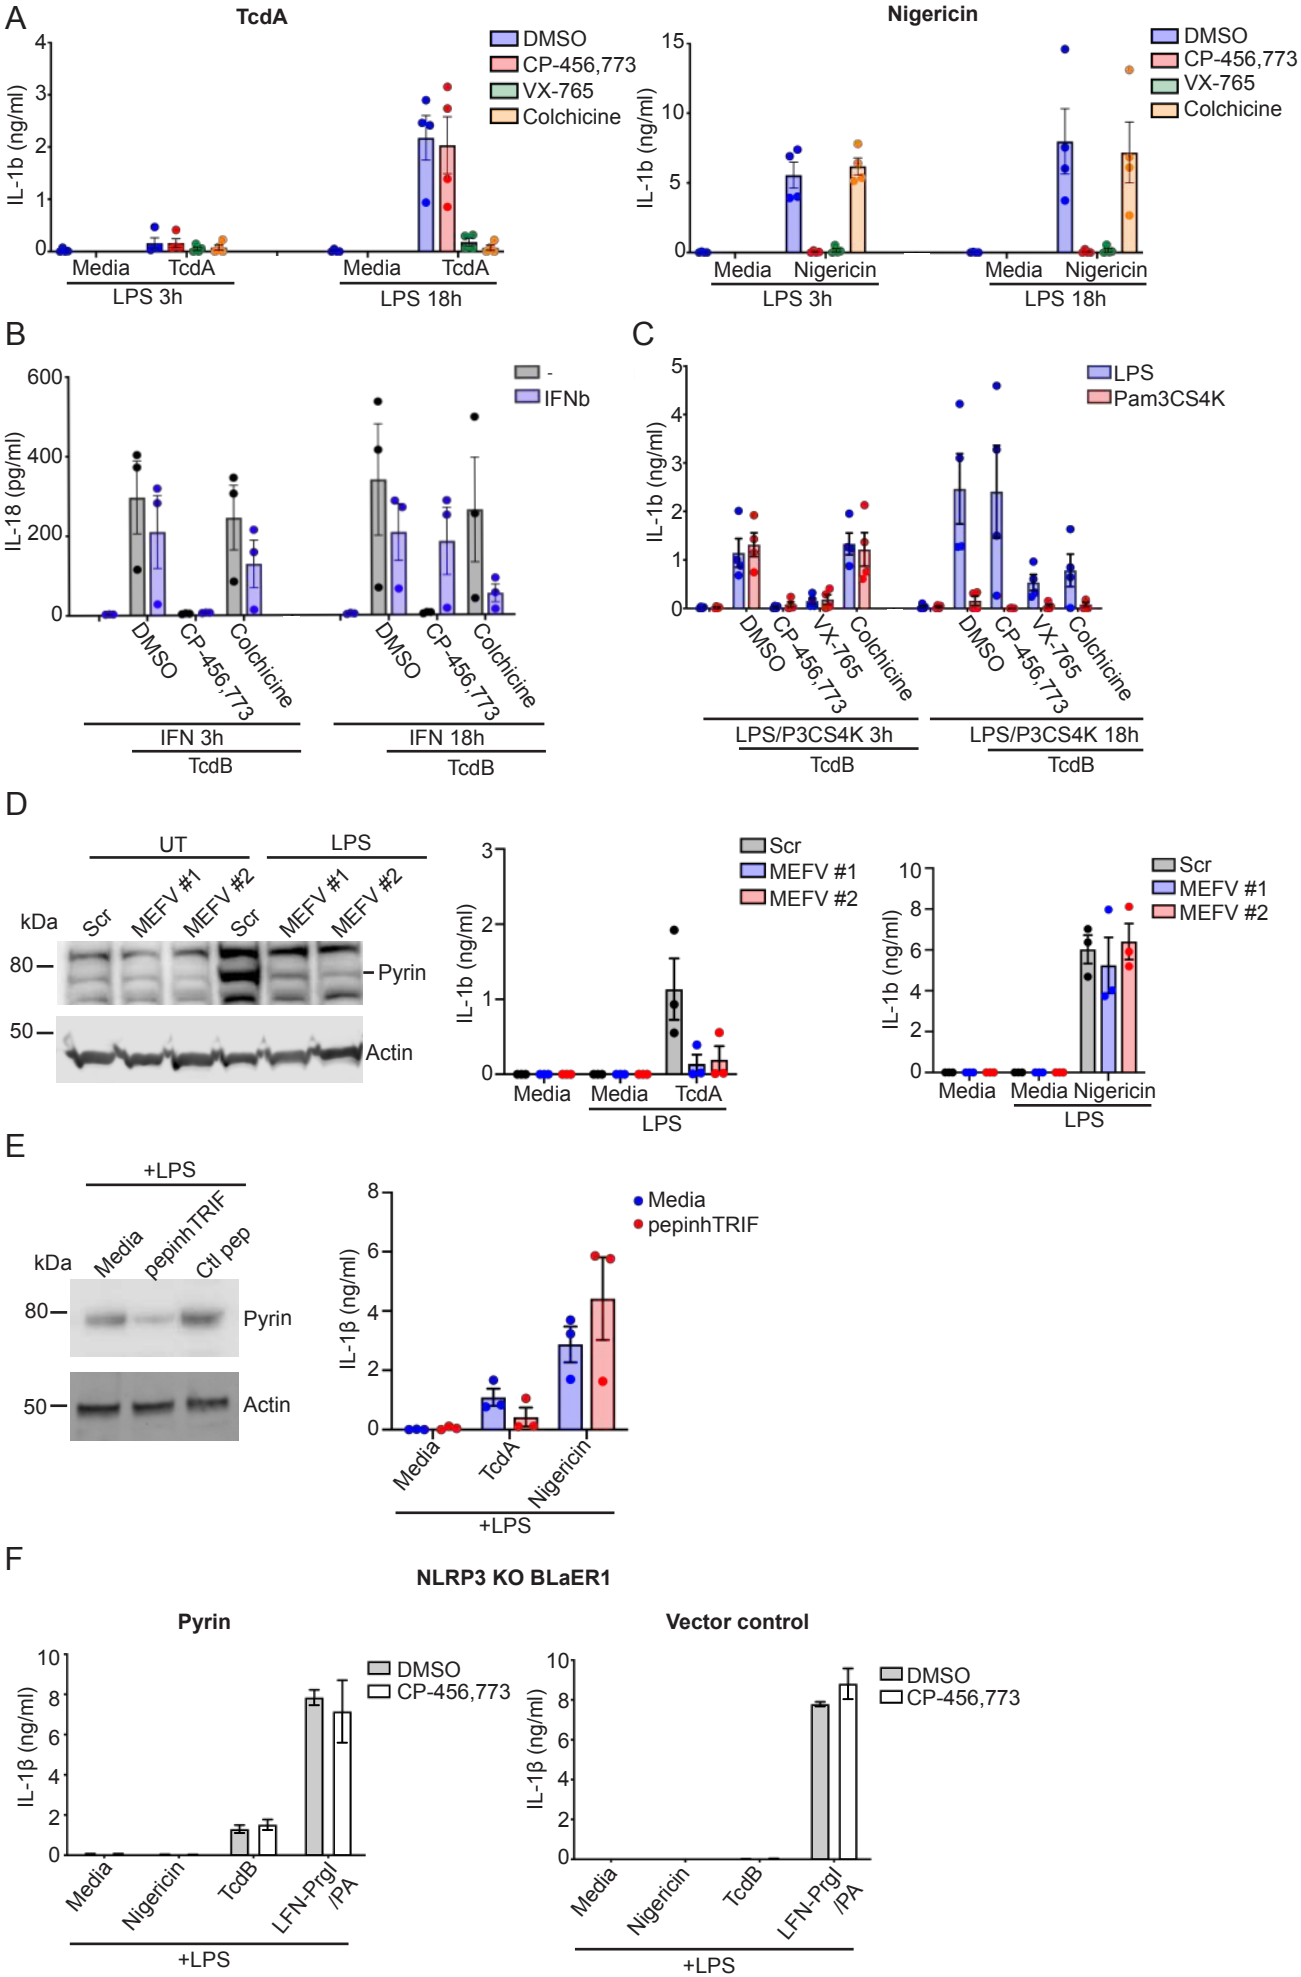 A
TcdA
IL-1b (ng/ml)
4
3
2
1
0
DMSO
CP-456,773
VX-765
Colchicine
Media
TcdA
Media
TcdA
LPS 3h
LPS 18h
Nigericin
IL-1b (ng/ml)
15
10
5
0
DMSO
CP-456,773
VX-765
Colchicine
Media
Nigericin
Media
Nigericin
LPS 3h
LPS 18h
B
IL-18 (pg/ml)
600
400
200
0
-
IFNb
DMSO
CP-456,773
Colchicine
DMSO
CP-456,773
Colchicine
IFN 3h
IFN 18h
TcdB
TcdB
C
IL-1b (ng/ml)
5
4
3
2
1
0
LPS
Pam3CS4K
DMSO
CP-456,773
VX-765
Colchicine
DMSO
CP-456,773
VX-765
Colchicine
LPS/P3CS4K 3h
LPS/P3CS4K 18h
TcdB
TcdB
D
UT
LPS
kDa
Scr
MEFV #1
MEFV #2
Scr
MEFV #1
MEFV #2
80
Pyrin
50
Actin
IL-1b (ng/ml)
3
2
1
0
Scr
MEFV #1
MEFV #2
Media
Media
TcdA
LPS
IL-1b (ng/ml)
10
8
6
4
2
0
Scr
MEFV #1
MEFV #2
Media
Media
Nigericin
LPS
E
+LPS
kDa
Media
pepinhTRIF
Ctl pep
80
Pyrin
50
Actin
IL-1β (ng/ml)
8
6
4
2
0
Media
pepinhTRIF
Media
TcdA
Nigericin
+LPS
F
NLRP3 KO BLaER1
Pyrin
IL-1β (ng/ml)
10
8
6
4
2
0
DMSO
CP-456,773
Media
Nigericin
TcdB
LFN-PrgI
/PA
+LPS
Vector control
IL-1β (ng/ml)
10
8
6
4
2
0
DMSO
CP-456,773
Media
Nigericin
TcdB
LFN-PrgI
/PA
+LPS